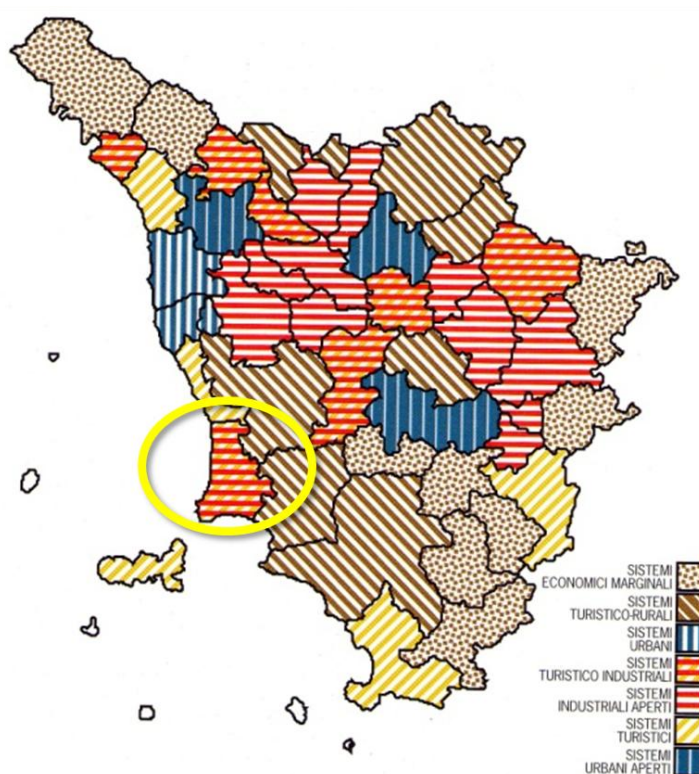 SISTEMI
ECONOMICI MARGINALI
SISTEMI
TURISTICO-RURALI
SISTEMI
URBANI
SISTEMI
TURISTICO INDUSTRIALI
SISTEMI
INDUSTRIALI APERTI
SISTEMI
TURISTICI
SISTEMI
URBANI APERTI